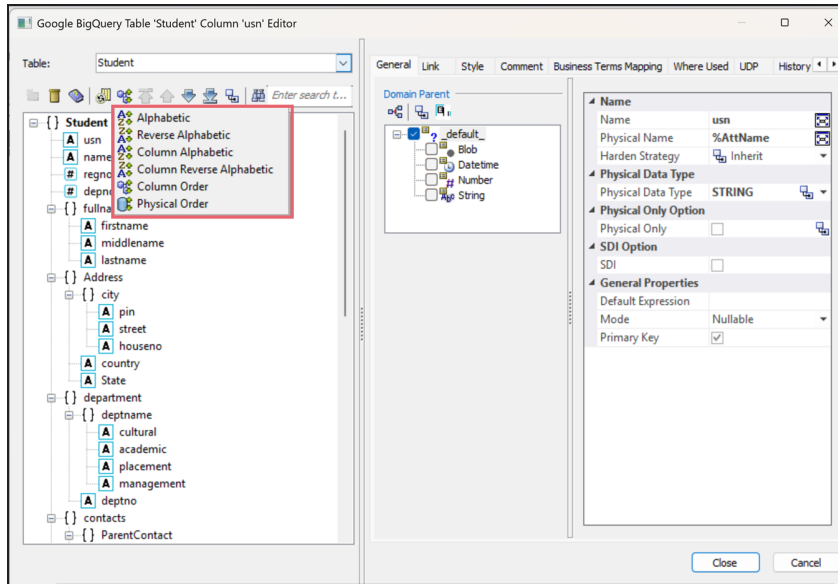 Google BigQuery Table 'Student' Column 'usn' Editor
Table:
Student
Enter search t...
Alphabetic
Reverse Alphabetic
Column Alphabetic
Column Reverse Alphabetic
Column Order
Physical Order
{ } Student
A usn
A name
# regno
# depno
{ } fullna
A firstname
A middlename
A lastname
{ } Address
{ } city
A pin
A street
A houseno
A country
A State
{ } department
{ } deptname
A cultural
A academic
A placement
A management
A deptno
{ } contacts
{ } ParentContact
General Link Style Comment Business Terms Mapping Where Used UDP History
Domain Parent
_default_
Blob
Datetime
Number
String
Name
Name usn
Physical Name %AttName
Harden Strategy Inherit
Physical Data Type
Physical Data Type STRING
Physical Only Option
Physical Only
SDI Option
SDI
General Properties
Default Expression
Mode Nullable
Primary Key
Close Cancel